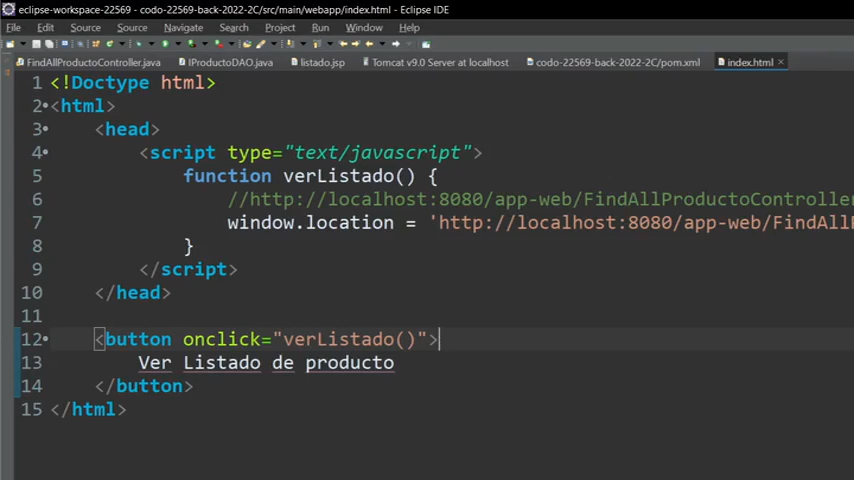 eclipse-workspace-22569 - codo-22569-back-2022-2C/src/main/webapp/index.html - Eclipse IDE
File Edit Source Source Navigate Search Project Run Window Help
FindAllProductoController.java IProductoDAO.java listado.jsp Tomcat v9.0 Server at localhost codo-22569-back-2022-2C/pom.xml index.html
1 <!Doctype html>
2 <html>
3 <head>
4 <script type="text/javascript">
5 function verListado() {
6 //http://localhost:8080/app-web/FindAllProductoController
7 window.location = 'http://localhost:8080/app-web/FindAllP
8 }
9 </script>
10 </head>
11
12 <button onclick="verListado()">
13 Ver Listado de producto
14 </button>
15 </html>